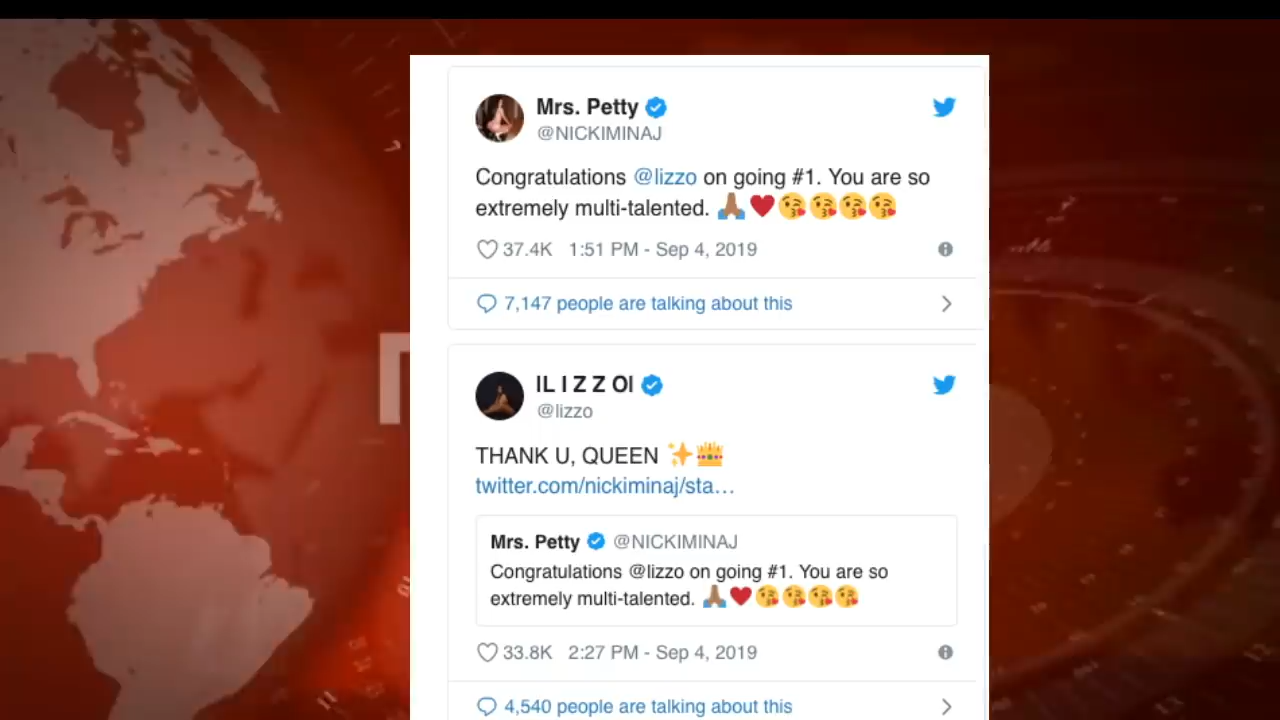 Mrs. Petty
@NICKIMINAJ
Congratulations @lizzo on going #1. You are so
extremely multi-talented. 🙏🏽❤️😘😘😘😘
37.4K 1:51 PM - Sep 4, 2019
7,147 people are talking about this
IL I Z Z OI
@lizzo
THANK U, QUEEN ✨👑
twitter.com/nickiminaj/sta…
Mrs. Petty @NICKIMINAJ
Congratulations @lizzo on going #1. You are so
extremely multi-talented. 🙏🏽❤️😘😘😘😘
33.8K 2:27 PM - Sep 4, 2019
4,540 people are talking about this